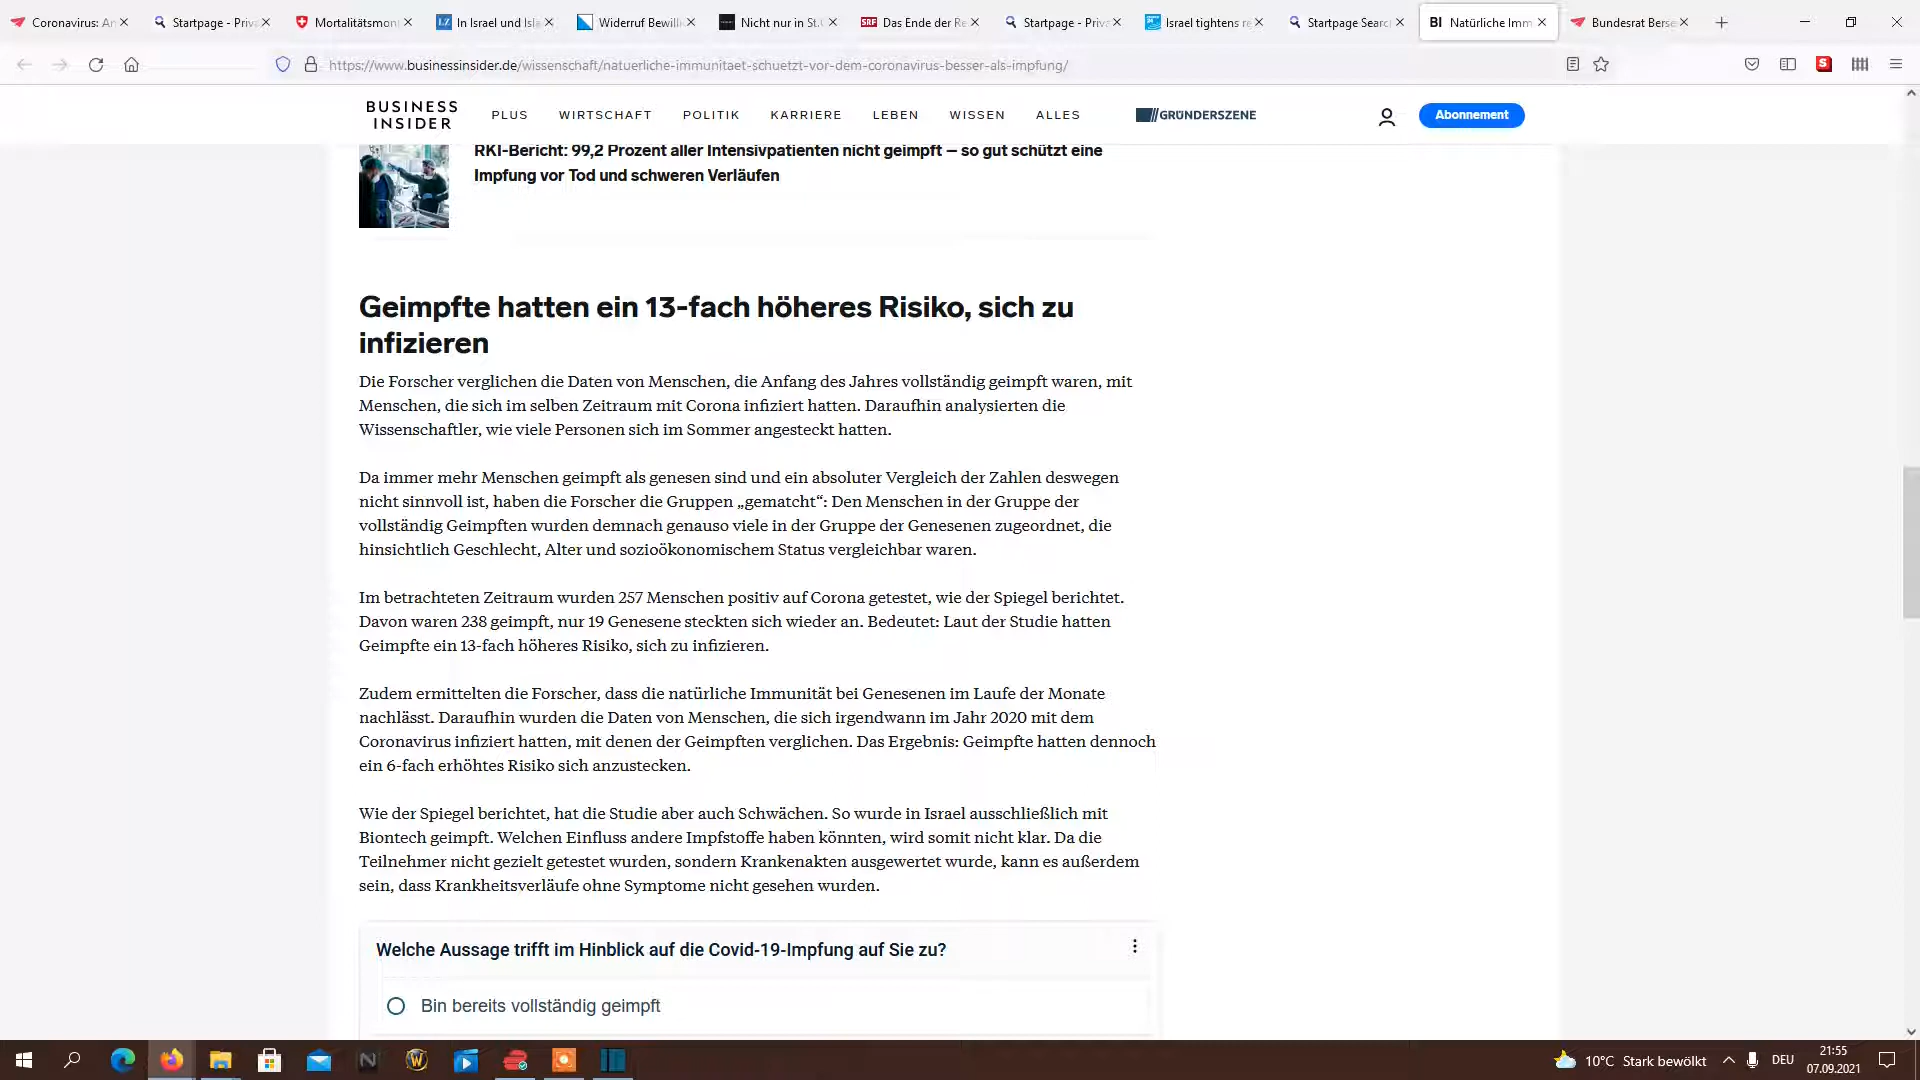 Coronavirus: An
Startpage - Priva
Mortalitätsmoni
In Israel und Isla
Widerruf Bewilli
Nicht nur in St.
SRF Das Ende der Re
Startpage - Priva
Israel tightens re
Startpage Searc
BI Natürliche Imm
Bundesrat Berse
https://www.businessinsider.de/wissenschaft/natuerliche-immunitaet-schuetzt-vor-dem-coronavirus-besser-als-impfung/
BUSINESS
INSIDER
PLUS WIRTSCHAFT POLITIK KARRIERE LEBEN WISSEN ALLES
GRÜNDERSZENE
Abonnement
RKI-Bericht: 99,2 Prozent aller Intensivpatienten nicht geimpft – so gut schützt eine
Impfung vor Tod und schweren Verläufen
Geimpfte hatten ein 13-fach höheres Risiko, sich zu
infizieren
Die Forscher verglichen die Daten von Menschen, die Anfang des Jahres vollständig geimpft waren, mit
Menschen, die sich im selben Zeitraum mit Corona infiziert hatten. Daraufhin analysierten die
Wissenschaftler, wie viele Personen sich im Sommer angesteckt hatten.
Da immer mehr Menschen geimpft als genesen sind und ein absoluter Vergleich der Zahlen deswegen
nicht sinnvoll ist, haben die Forscher die Gruppen „gematcht“: Den Menschen in der Gruppe der
vollständig Geimpften wurden demnach genauso viele in der Gruppe der Genesenen zugeordnet, die
hinsichtlich Geschlecht, Alter und sozioökonomischem Status vergleichbar waren.
Im betrachteten Zeitraum wurden 257 Menschen positiv auf Corona getestet, wie der Spiegel berichtet.
Davon waren 238 geimpft, nur 19 Genesene steckten sich wieder an. Bedeutet: Laut der Studie hatten
Geimpfte ein 13-fach höheres Risiko, sich zu infizieren.
Zudem ermittelten die Forscher, dass die natürliche Immunität bei Genesenen im Laufe der Monate
nachlässt. Daraufhin wurden die Daten von Menschen, die sich irgendwann im Jahr 2020 mit dem
Coronavirus infiziert hatten, mit denen der Geimpften verglichen. Das Ergebnis: Geimpfte hatten dennoch
ein 6-fach erhöhtes Risiko sich anzustecken.
Wie der Spiegel berichtet, hat die Studie aber auch Schwächen. So wurde in Israel ausschließlich mit
Biontech geimpft. Welchen Einfluss andere Impfstoffe haben könnten, wird somit nicht klar. Da die
Teilnehmer nicht gezielt getestet wurden, sondern Krankenakten ausgewertet wurde, kann es außerdem
sein, dass Krankheitsverläufe ohne Symptome nicht gesehen wurden.
Welche Aussage trifft im Hinblick auf die Covid-19-Impfung auf Sie zu?
Bin bereits vollständig geimpft
10°C Stark bewölkt
DEU
21:55
07.09.2021